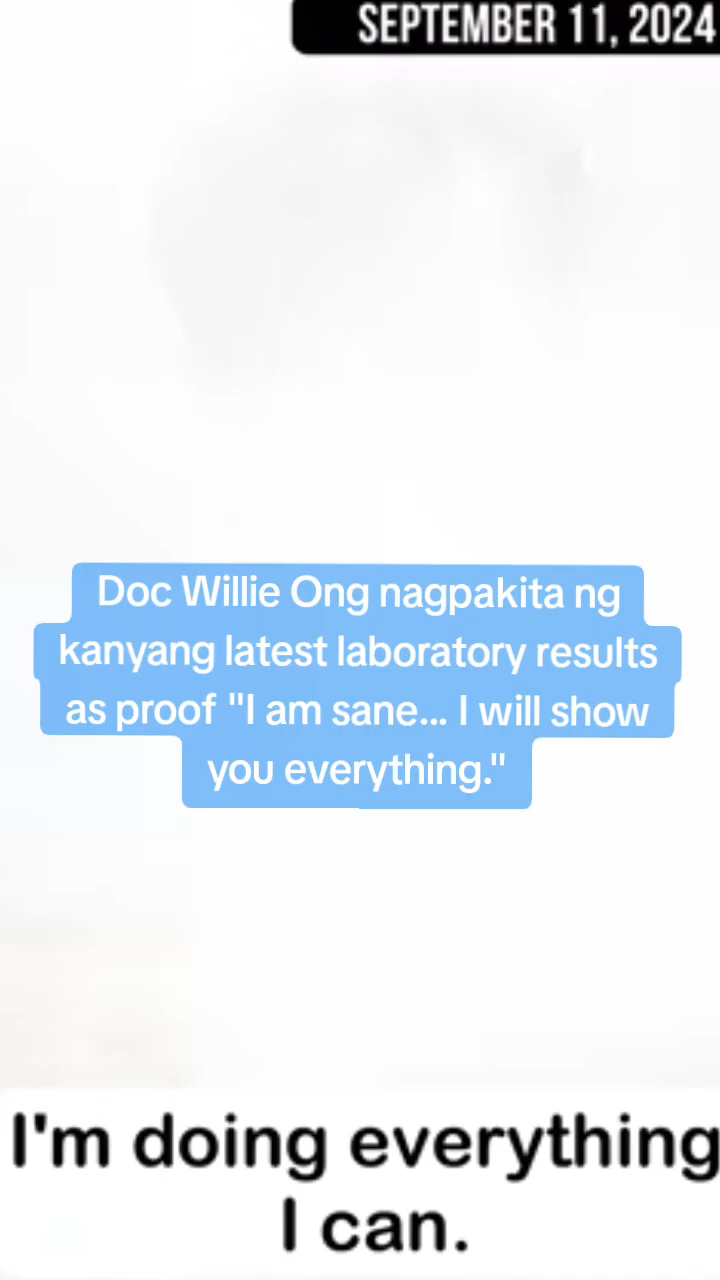 SEPTEMBER 11, 2024
Doc Willie Ong nagpakita ng
kanyang latest laboratory results
as proof "I am sane... I will show
you everything."
I'm doing everything
I can.